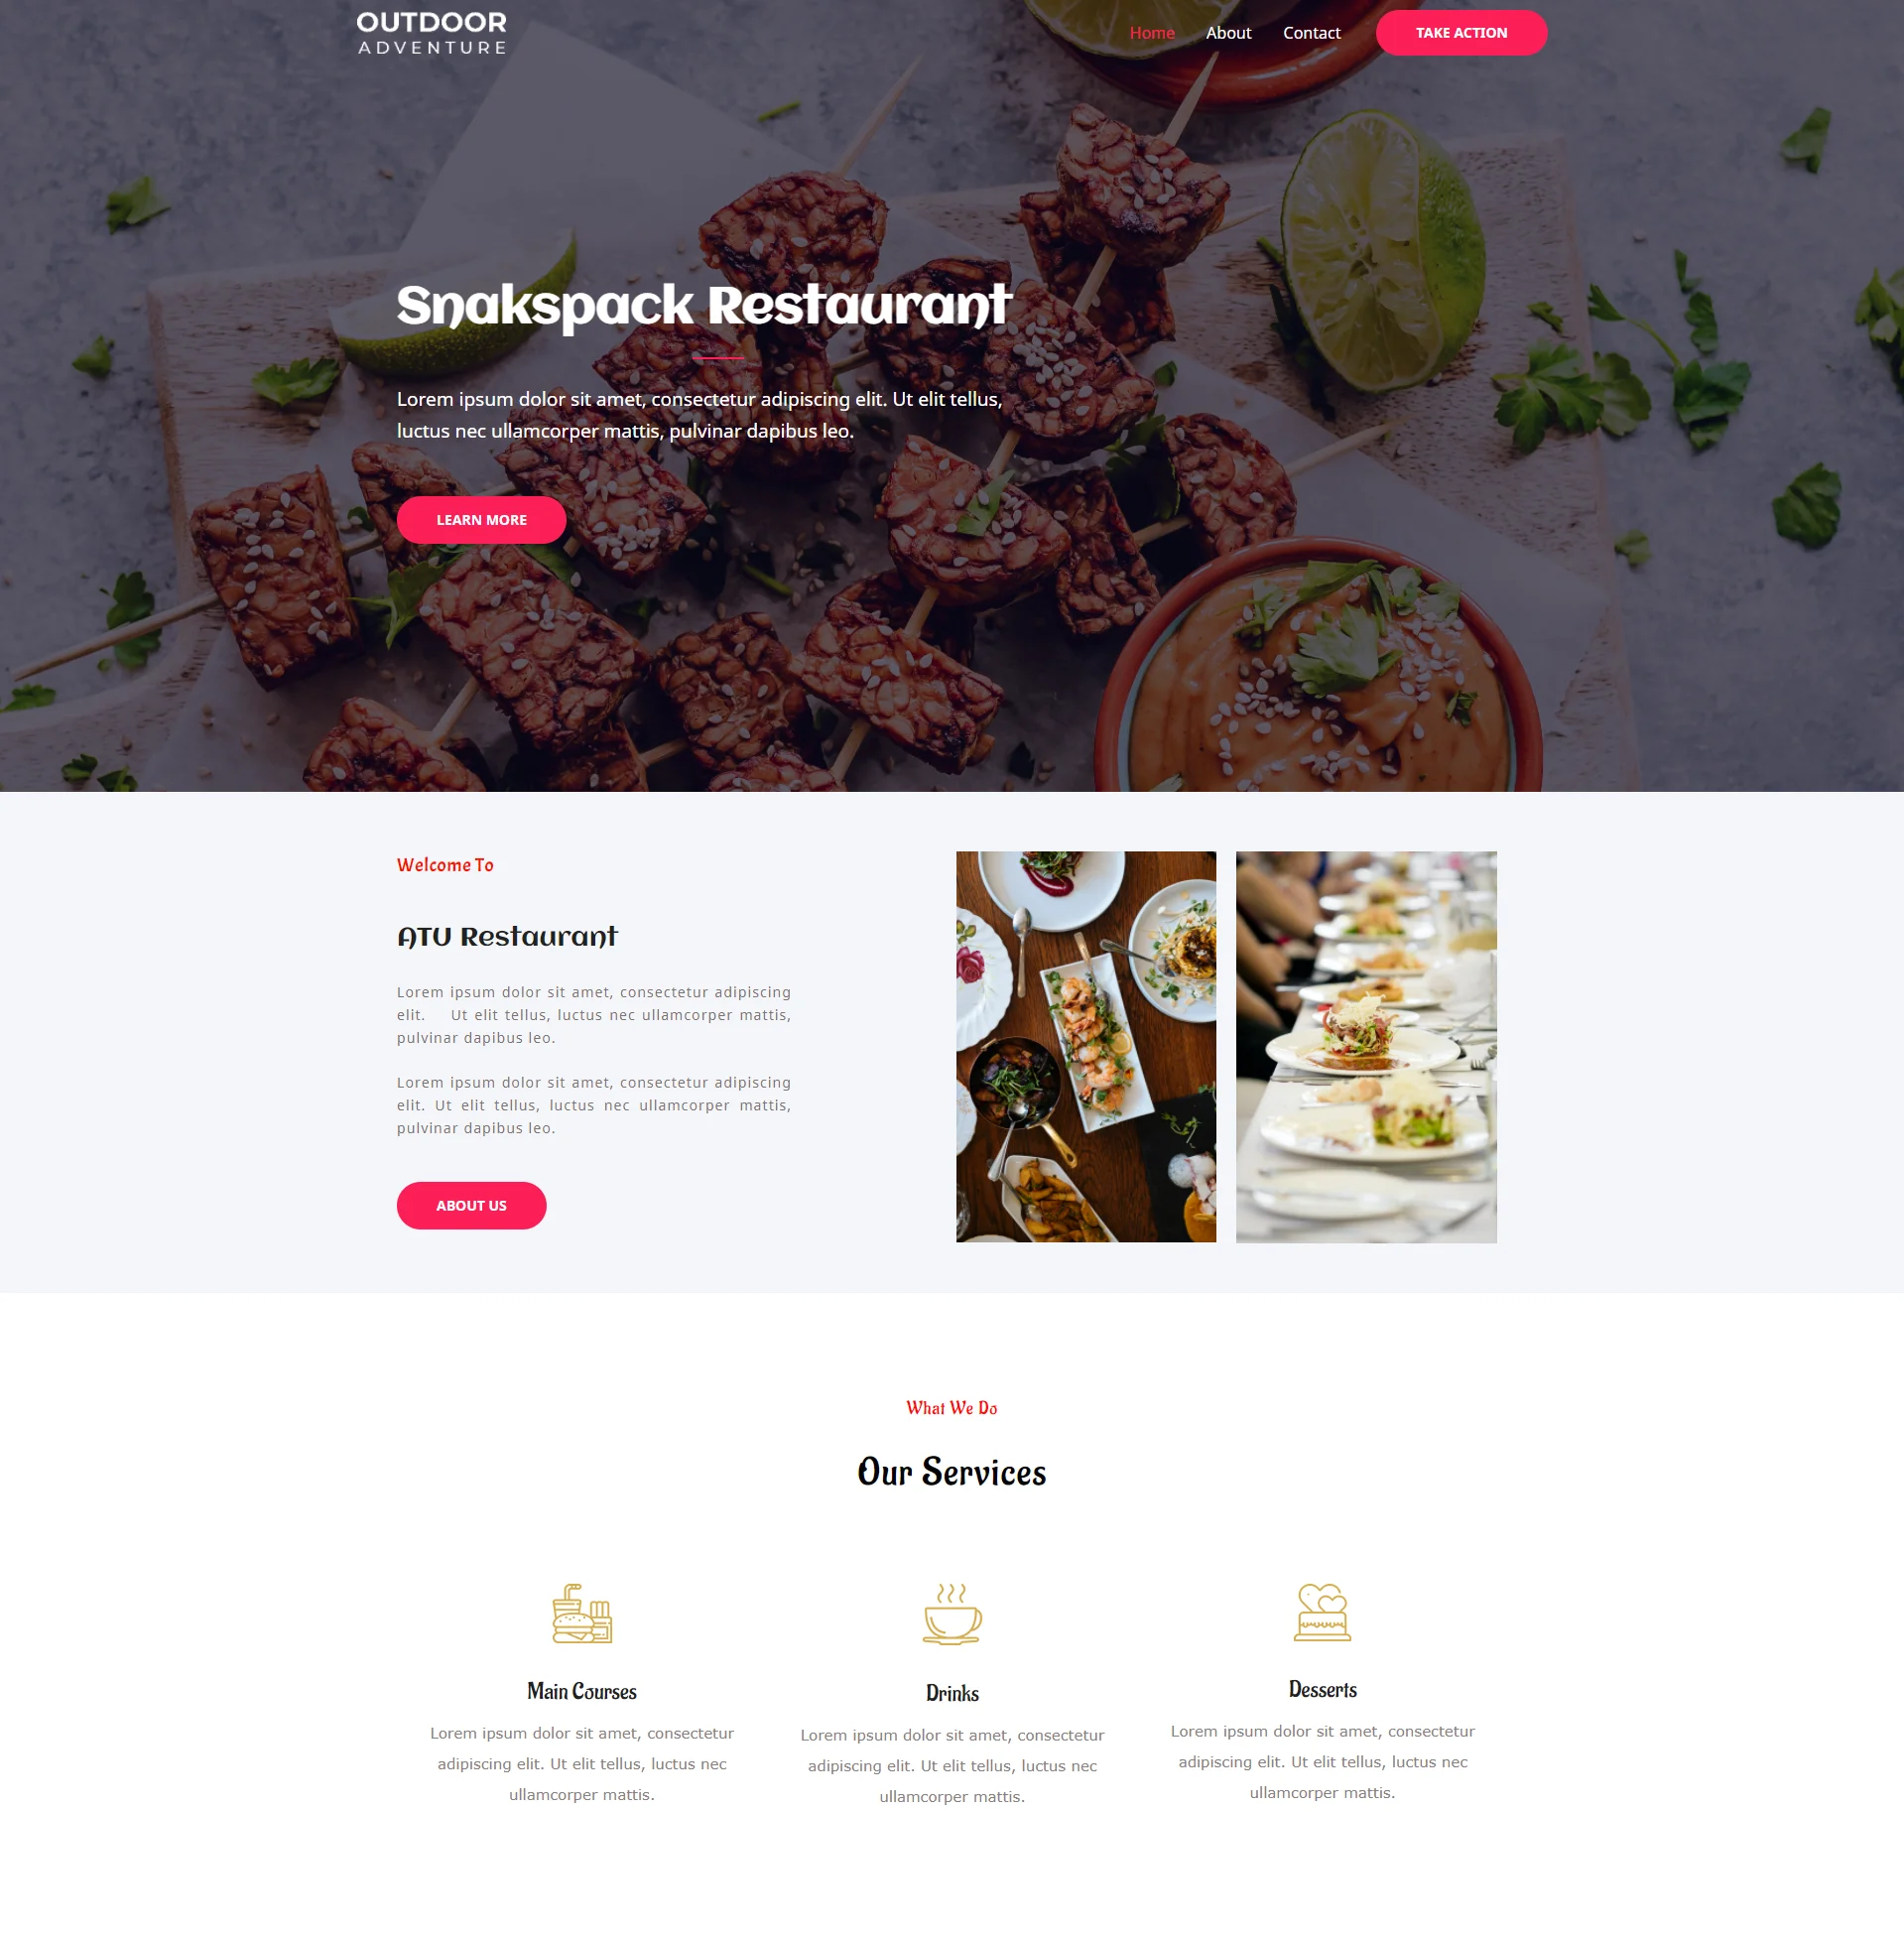 OUTDOOR
ADVENTURE
Home
About
Contact
TAKE ACTION
Snakspack Restaurant
Lorem ipsum dolor sit amet, consectetur adipiscing elit. Ut elit tellus,
luctus nec ullamcorper mattis, pulvinar dapibus leo.
LEARN MORE
Welcome To
ATU Restaurant
Lorem ipsum dolor sit amet, consectetur adipiscing
elit. Ut elit tellus, luctus nec ullamcorper mattis,
pulvinar dapibus leo.
Lorem ipsum dolor sit amet, consectetur adipiscing
elit. Ut elit tellus, luctus nec ullamcorper mattis,
pulvinar dapibus leo.
ABOUT US
What We Do
Our Services
Main Courses
Lorem ipsum dolor sit amet, consectetur
adipiscing elit. Ut elit tellus, luctus nec
ullamcorper mattis.
Drinks
Lorem ipsum dolor sit amet, consectetur
adipiscing elit. Ut elit tellus, luctus nec
ullamcorper mattis.
Desserts
Lorem ipsum dolor sit amet, consectetur
adipiscing elit. Ut elit tellus, luctus nec
ullamcorper mattis.